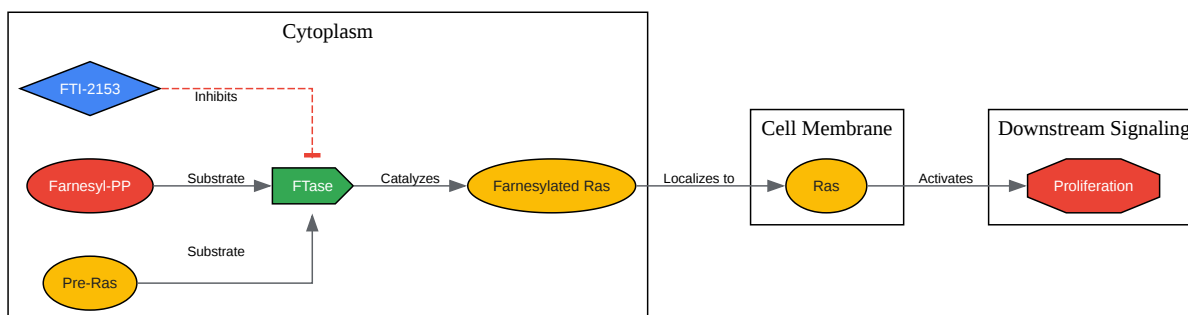 Cytoplasm
FTI-2153
Inhibits
Farnesyl-PP
Substrate
FTase
Catalyzes
Farnesylated Ras
Pre-Ras
Substrate
Localizes to
Cell Membrane
Ras
Activates
Downstream Signaling
Proliferation